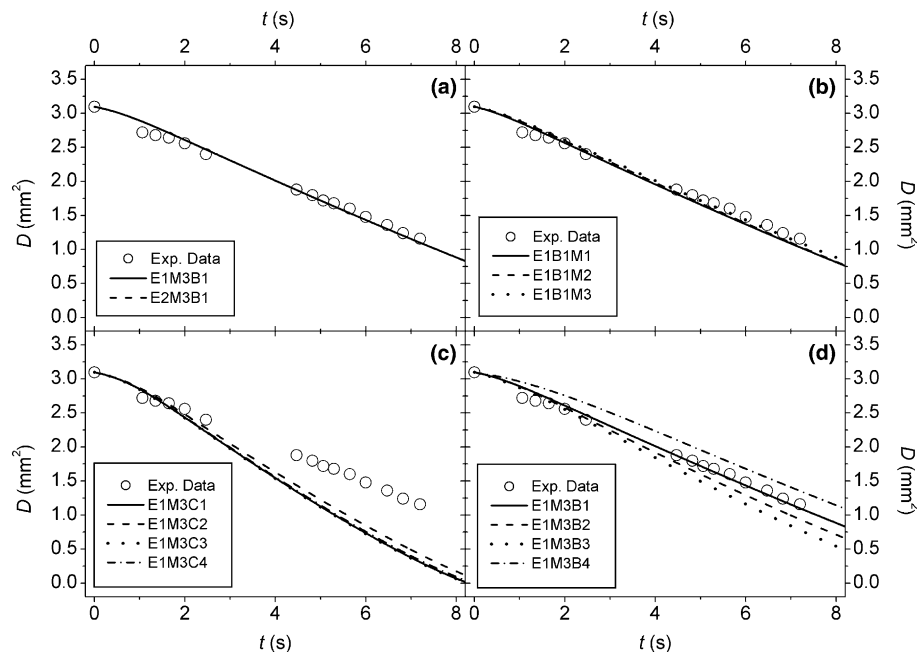 t (s)
t (s)
0 2 4 6 8
0 2 4 6 8
3.5
3.0
2.5
2.0
1.5
1.0
0.5
0.0
D (mm²)
(a)
Exp. Data
E1M3B1
E2M3B1
(b)
Exp. Data
E1B1M1
E1B1M2
E1B1M3
3.5
3.0
2.5
2.0
1.5
1.0
0.5
0.0
D (mm²)
3.5
3.0
2.5
2.0
1.5
1.0
0.5
0.0
D (mm²)
(c)
Exp. Data
E1M3C1
E1M3C2
E1M3C3
E1M3C4
(d)
Exp. Data
E1M3B1
E1M3B2
E1M3B3
E1M3B4
3.5
3.0
2.5
2.0
1.5
1.0
0.5
0.0
D (mm²)
0 2 4 6 8
0 2 4 6 8
t (s)
t (s)